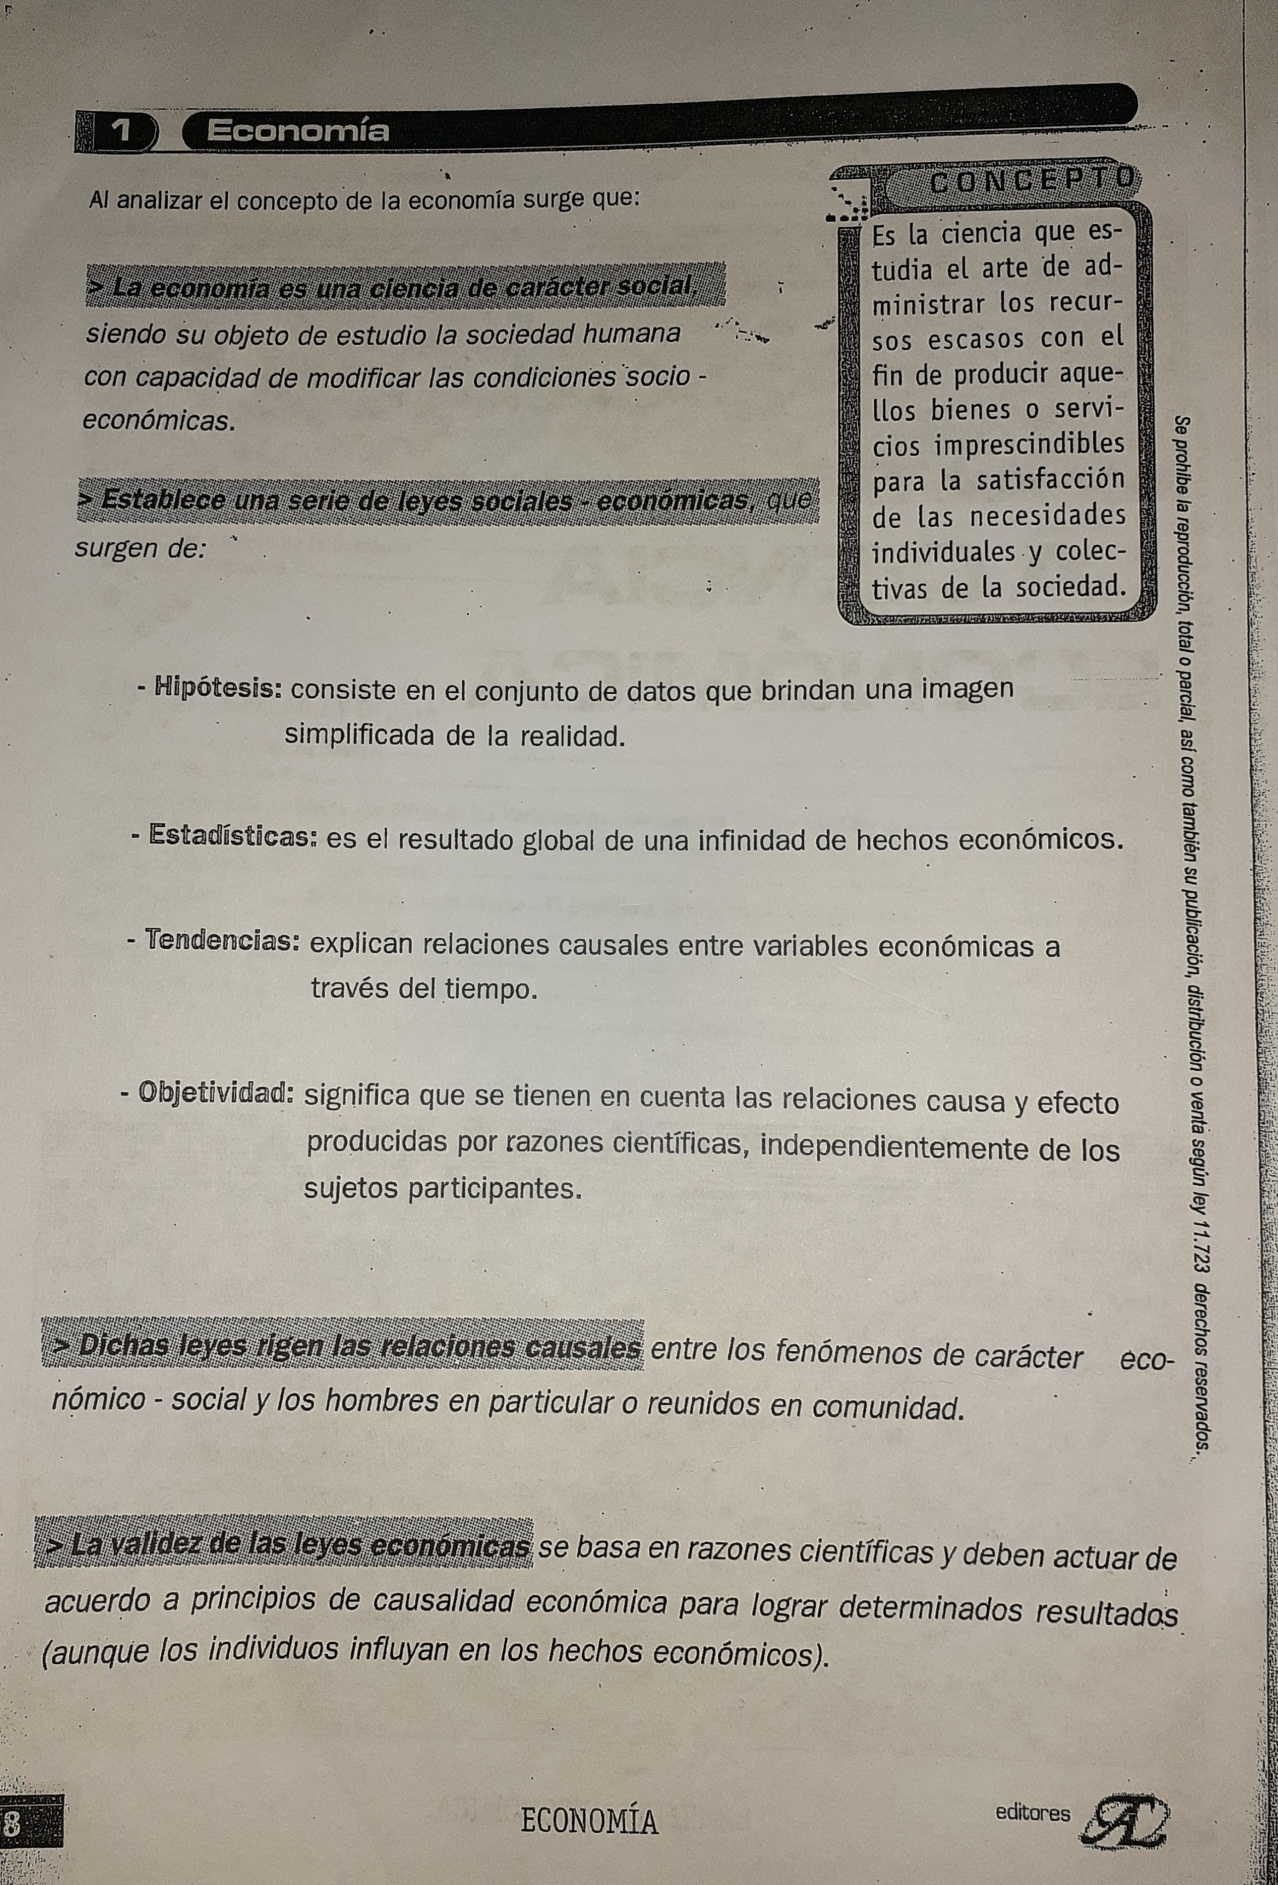 1 Economía
Al analizar el concepto de la economía surge que:
> La economía es una ciencia de carácter social,
siendo su objeto de estudio la sociedad humana
con capacidad de modificar las condiciones socio -
económicas.
> Establece una serie de leyes sociales - económicas, que
surgen de:
CONCEPTO
Es la ciencia que es-
tudia el arte de ad-
ministrar los recur-
sos escasos con el
fin de producir aque-
llos bienes o servi-
cios imprescindibles
para la satisfacción
de las necesidades
individuales y colec-
tivas de la sociedad.
- Hipótesis: consiste en el conjunto de datos que brindan una imagen
simplificada de la realidad.
- Estadísticas: es el resultado global de una infinidad de hechos económicos.
- Tendencias: explican relaciones causales entre variables económicas a
través del tiempo.
- Objetividad: significa que se tienen en cuenta las relaciones causa y efecto
producidas por razones científicas, independientemente de los
sujetos participantes.
> Dichas leyes rigen las relaciones causales entre los fenómenos de carácter eco-
nómico - social y los hombres en particular o reunidos en comunidad.
> La validez de las leyes económicas se basa en razones científicas y deben actuar de
acuerdo a principios de causalidad económica para lograr determinados resultados
(aunque los individuos influyan en los hechos económicos).
Se prohíbe la reproducción, total o parcial, así como también su publicación, distribución o venta según ley 11.723 derechos reservados.
8
ECONOMÍA
editores